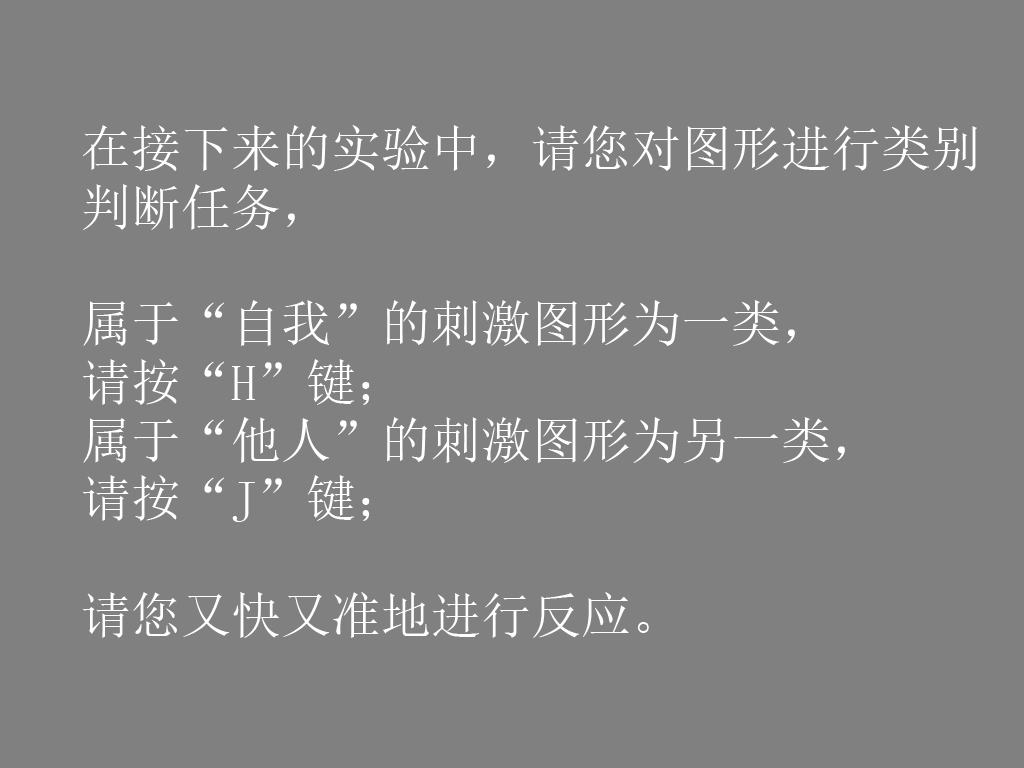 在接下来的实验中，请您对图形进行类别
判断任务，
属于“自我”的刺激图形为一类，
请按“H”键；
属于“他人”的刺激图形为另一类，
请按“J”键；
请您又快又准地进行反应。